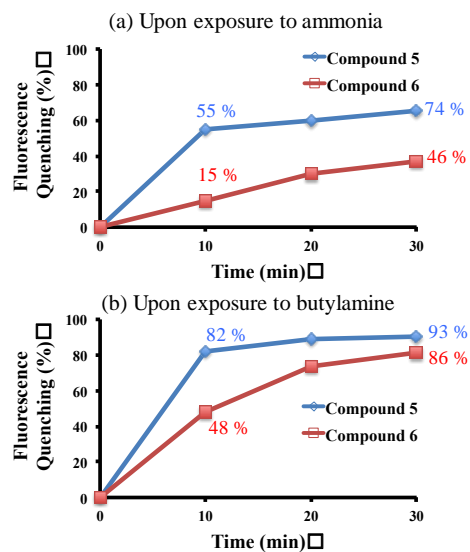 (a) Upon exposure to ammonia
Fluorescence
Quenching (%)□
100
80
60
40
20
0
55 %
74 %
15 %
46 %
Compound 5
Compound 6
0 10 20 30
Time (min)□
(b) Upon exposure to butylamine
Fluorescence
Quenching (%)□
100
80
60
40
20
0
82 %
93 %
86 %
48 %
Compound 5
Compound 6
0 10 20 30
Time (min)□